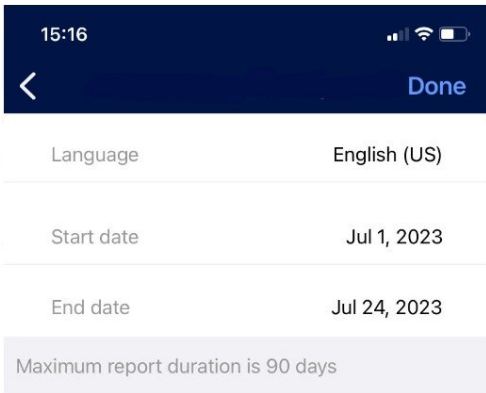 15:16
Done
Language English (US)
Start date Jul 1, 2023
End date Jul 24, 2023
Maximum report duration is 90 days